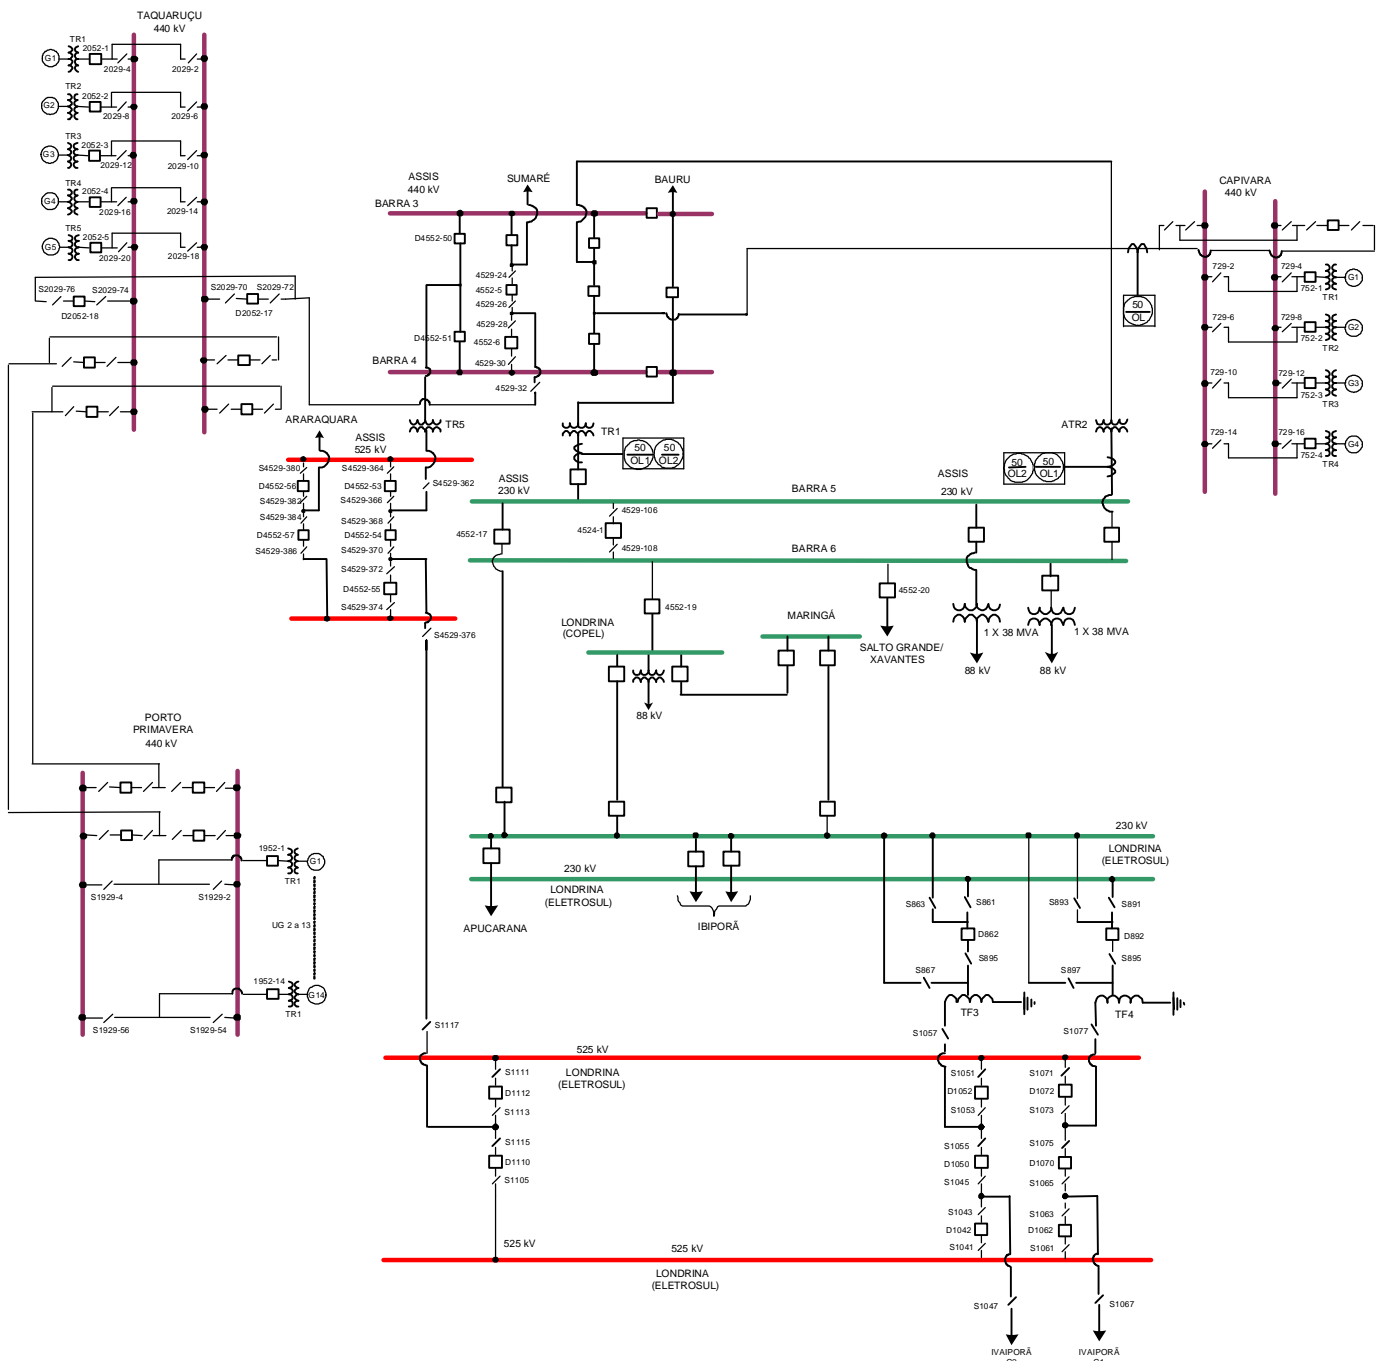 TAQUARUÇU
440 kV
TR1
2052-1
G1
2029-4
2029-2
TR2
2052-2
G2
2029-8
2029-6
TR3
2052-3
G3
2029-12
2029-10
TR4
2052-4
G4
2029-16
2029-14
TR5
2052-5
G5
2029-20
2029-18
S2029-76
S2029-74
D2052-18
S2029-70
S2029-72
D2052-17
ASSIS
440 kV
SUMARÉ
BAURU
BARRA 3
D4552-50
4529-24
4552-5
4529-26
4529-28
D4552-51
4552-6
BARRA 4
4529-30
4529-32
CAPIVARA
440 kV
729-2
729-4
752-1
G1
TR1
729-6
729-8
752-2
G2
TR2
729-10
729-12
752-3
G3
TR3
729-14
729-16
752-4
G4
TR4
50
OL
ARARAQUARA
TR5
TR1
50
OL1
50
OL2
ATR2
50
OL2
50
OL1
ASSIS
525 kV
S4529-380
S4529-364
D4552-56
D4552-53
S4529-382
S4529-366
S4529-384
S4529-368
D4552-57
D4552-54
S4529-386
S4529-370
S4529-372
D4552-55
S4529-374
S4529-362
S4529-376
ASSIS
230 kV
ASSIS
230 kV
BARRA 5
4552-17
4529-106
4524-1
4529-108
BARRA 6
4552-19
4552-20
LONDRINA
(COPEL)
MARINGÁ
SALTO GRANDE/
XAVANTES
1 X 38 MVA
1 X 38 MVA
88 kV
88 kV
88 kV
PORTO
PRIMAVERA
440 kV
1952-1
G1
TR1
S1929-4
S1929-2
UG 2 a 13
1952-14
G14
TR1
S1929-56
S1929-54
230 kV
LONDRINA
(ELETROSUL)
230 kV
LONDRINA
(ELETROSUL)
APUCARANA
IBIPORÃ
S863
S861
S893
S891
D862
D892
S895
S895
S867
S897
TF3
TF4
S1117
S1057
S1077
525 kV
LONDRINA
(ELETROSUL)
S1111
D1112
S1113
S1115
D1110
S1105
S1051
D1052
S1053
S1055
D1050
S1045
S1043
D1042
S1041
S1071
D1072
S1073
S1075
D1070
S1065
S1063
D1062
S1061
525 kV
525 kV
LONDRINA
(ELETROSUL)
S1047
S1067
IVAIPORÃ
IVAIPORÃ